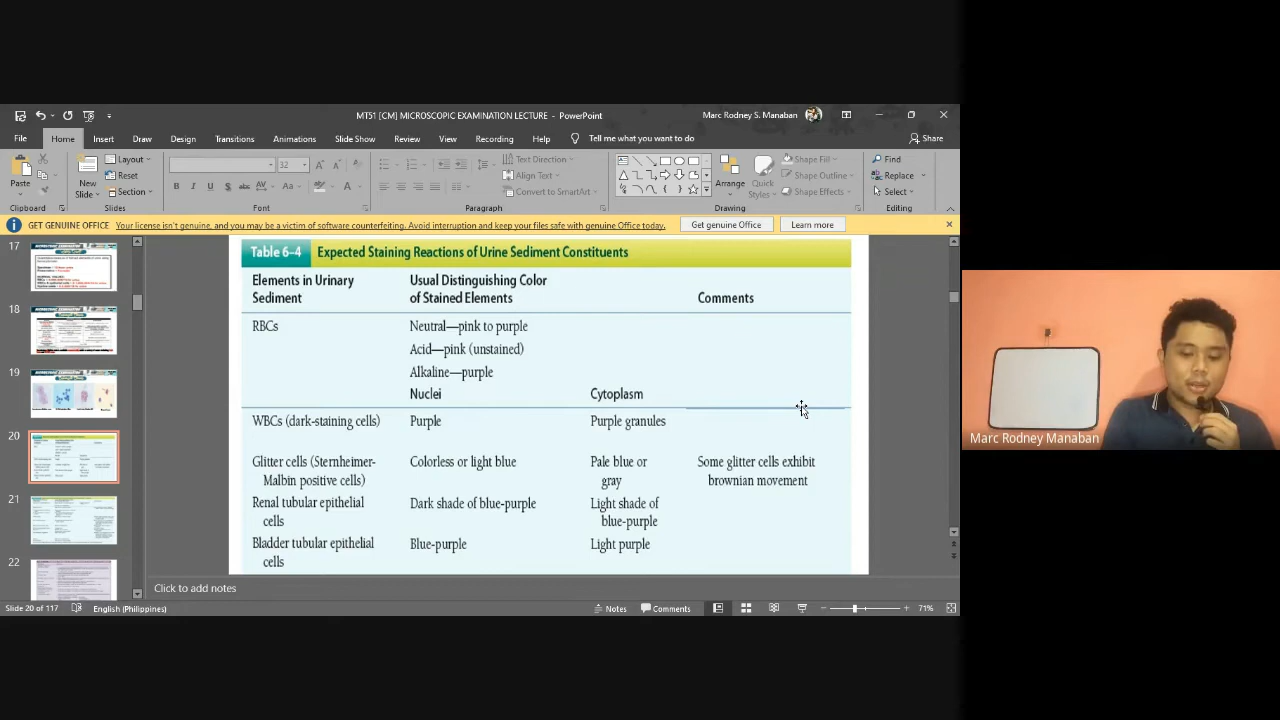 MT51 [CM] MICROSCOPIC EXAMINATION LECTURE - PowerPoint
Marc Rodney S. Manaban
File
Home
Insert
Draw
Design
Transitions
Animations
Slide Show
Review
View
Recording
Help
Tell me what you want to do
Share
Paste
New
Slide
Layout
Reset
Section
32
Text Direction
Align Text
Convert to SmartArt
Arrange
Quick
Styles
Shape Fill
Shape Outline
Shape Effects
Find
Replace
Select
Clipboard
Slides
Font
Paragraph
Drawing
Editing
GET GENUINE OFFICE Your license isn't genuine, and you may be a victim of software counterfeiting. Avoid interruption and keep your files safe with genuine Office today.
Get genuine Office
Learn more
17
18
19
20
21
22
Table 6–4 Expected Staining Reactions of Urine Sediment Constituents
Elements in Urinary
Sediment
Usual Distinguishing Color
of Stained Elements
Comments
RBCs
Neutral—pink to purple
Acid—pink (unstained)
Alkaline—purple
Nuclei
Cytoplasm
WBCs (dark-staining cells)
Purple
Purple granules
Glitter cells (Sternheimer-
Malbin positive cells)
Colorless or light blue
Pale blue or
gray
Some glitter cells exhibit
brownian movement
Renal tubular epithelial
cells
Dark shade of blue-purple
Light shade of
blue-purple
Bladder tubular epithelial
cells
Blue-purple
Light purple
Click to add notes
Slide 20 of 117
English (Philippines)
Notes
Comments
71%
Marc Rodney Manaban